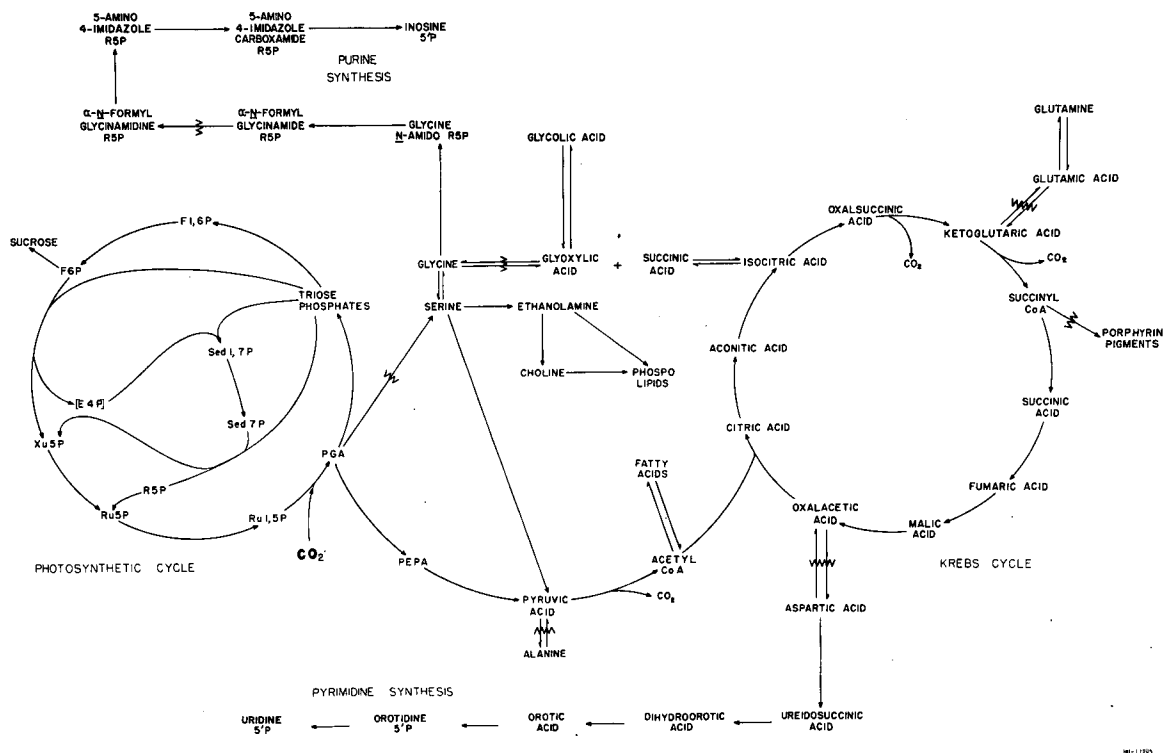 5-AMINO
4-IMIDAZOLE
R5P
5-AMINO
4-IMIDAZOLE
CARBOXAMIDE
R5P
INOSINE
5'P
PURINE
SYNTHESIS
α-N-FORMYL
GLYCINAMIDINE
R5P
α-N-FORMYL
GLYCINAMIDE
R5P
GLYCINE
N-AMIDO R5P
GLYCOLIC ACID
GLUTAMINE
GLUTAMIC ACID
OXALSUCCINIC
ACID
KETOGLUTARIC ACID
CO2
CO2
F1,6P
SUCROSE
F6P
GLYCINE
GLYOXYLIC
ACID
+
SUCCINIC
ACID
ISOCITRIC ACID
TRIOSE
PHOSPHATES
SERINE
ETHANOLAMINE
SUCCINYL
CoA
PORPHYRIN
PIGMENTS
Sed 1,7P
ACONITIC ACID
CHOLINE
PHOSPO
LIPIDS
[E4P]
SUCCINIC
ACID
Sed 7P
CITRIC ACID
Xu5P
PGA
FATTY
ACIDS
R5P
FUMARIC ACID
Ru5P
Ru1,5P
OXALACETIC
ACID
MALIC
ACID
CO2
PEPA
ACETYL
CoA
PHOTOSYNTHETIC CYCLE
KREBS CYCLE
PYRUVIC
ACID
CO2
ASPARTIC ACID
ALANINE
PYRIMIDINE SYNTHESIS
URIDINE
5'P
OROTIDINE
5'P
OROTIC
ACID
DIHYDROOROTIC
ACID
UREIDOSUCCINIC
ACID